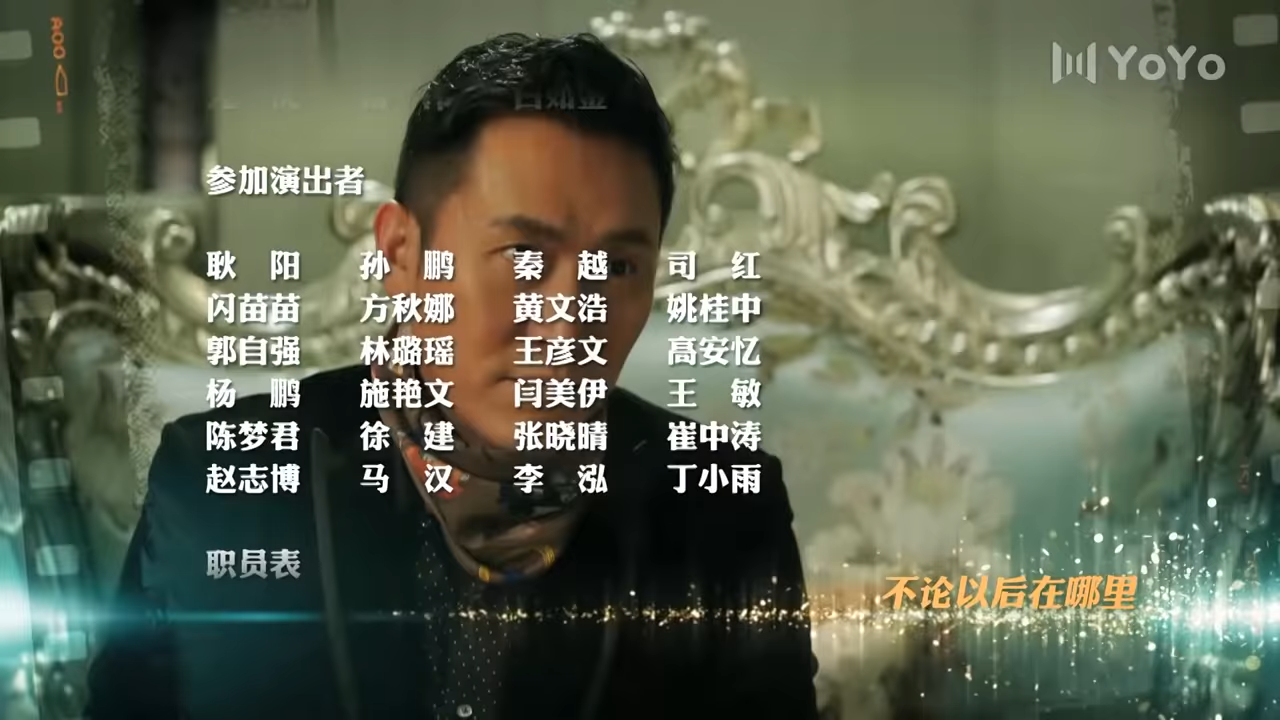 YoYo
参加演出者
耿 阳 孙 鹏 秦 越 司 红
闪苗苗 方秋娜 黄文浩 姚桂中
郭自强 林璐瑶 王彦文 高安忆
杨 鹏 施艳文 闫美伊 王 敏
陈梦君 徐 建 张晓晴 崔中涛
赵志博 马 汉 李 泓 丁小雨
职员表
不论以后在哪里